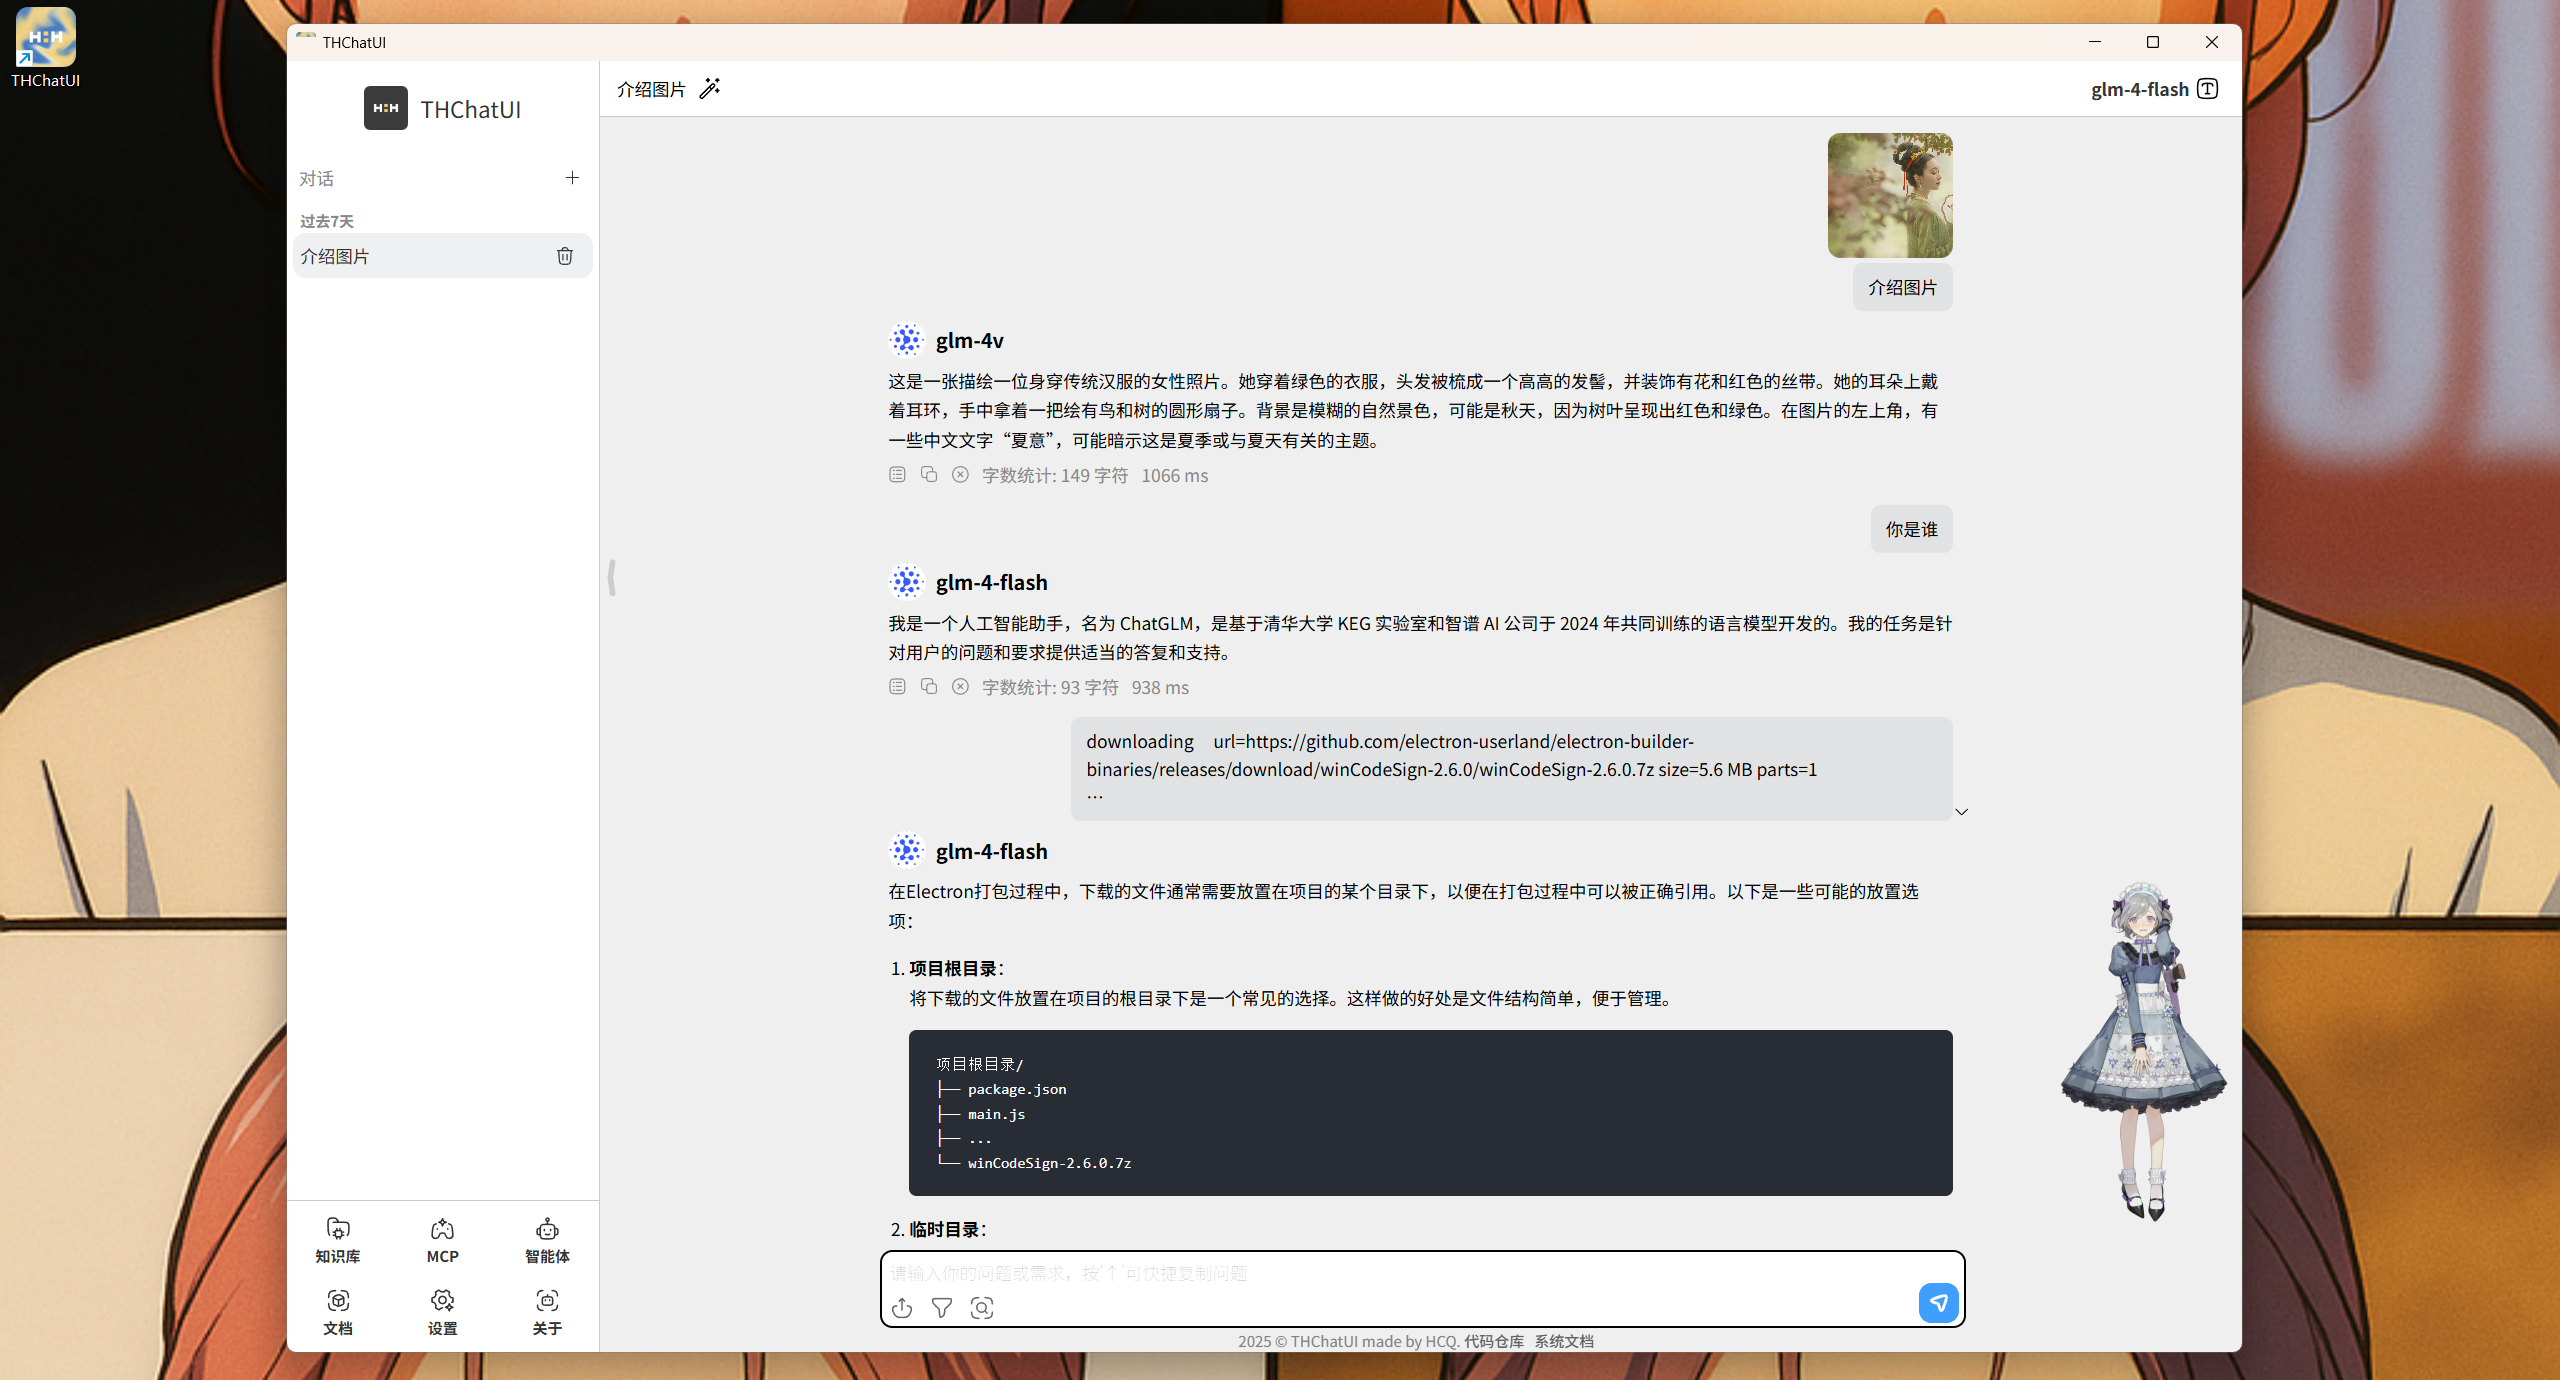 THChatUI
THChatUI
THChatUI
对话
过去7天
介绍图片
知识库
MCP
智能体
文档
设置
关于
介绍图片
glm-4-flash
介绍图片
glm-4v
这是一张描绘一位身穿传统汉服的女性照片。她穿着绿色的衣服，头发被梳成一个高高的发髻，并装饰有花和红色的丝带。她的耳朵上戴
着耳环，手中拿着一把绘有鸟和树的圆形扇子。背景是模糊的自然景色，可能是秋天，因为树叶呈现出红色和绿色。在图片的左上角，有
一些中文文字“夏意”，可能暗示这是夏季或与夏天有关的主题。
字数统计: 149 字符 1066 ms
你是谁
glm-4-flash
我是一个人工智能助手，名为 ChatGLM，是基于清华大学 KEG 实验室和智谱 AI 公司于 2024 年共同训练的语言模型开发的。我的任务是针
对用户的问题和要求提供适当的答复和支持。
字数统计: 93 字符 938 ms
downloading url=https://github.com/electron-userland/electron-builder-
binaries/releases/download/winCodeSign-2.6.0/winCodeSign-2.6.0.7z size=5.6 MB parts=1
...
glm-4-flash
在Electron打包过程中，下载的文件通常需要放置在项目的某个目录下，以便在打包过程中可以被正确引用。以下是一些可能的放置选
项：
1. 项目根目录：
将下载的文件放置在项目的根目录下是一个常见的选择。这样做的好处是文件结构简单，便于管理。
项目根目录/
├── package.json
├── main.js
├── ...
└── winCodeSign-2.6.0.7z
2. 临时目录：
请输入你的问题或需求，按'↑'可快捷复制问题
2025 © THChatUI made by HCQ. 代码仓库 系统文档